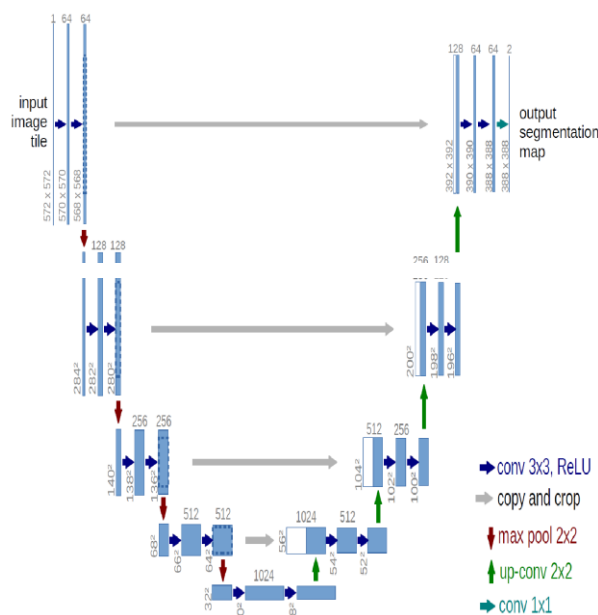 1 64 64
128 64 64 2
input
image
tile
output
segmentation
map
572 x 572
570 x 570
568 x 568
392 x 392
390 x 390
388 x 388
388 x 388
128 128
256 128
284²
282²
280²
200²
198²
196²
256 256
512 256
140²
138²
136²
104²
102²
100²
512 512
1024 512
68²
66²
64²
56²
54²
52²
1024
32²
conv 3x3, ReLU
copy and crop
max pool 2x2
up-conv 2x2
conv 1x1